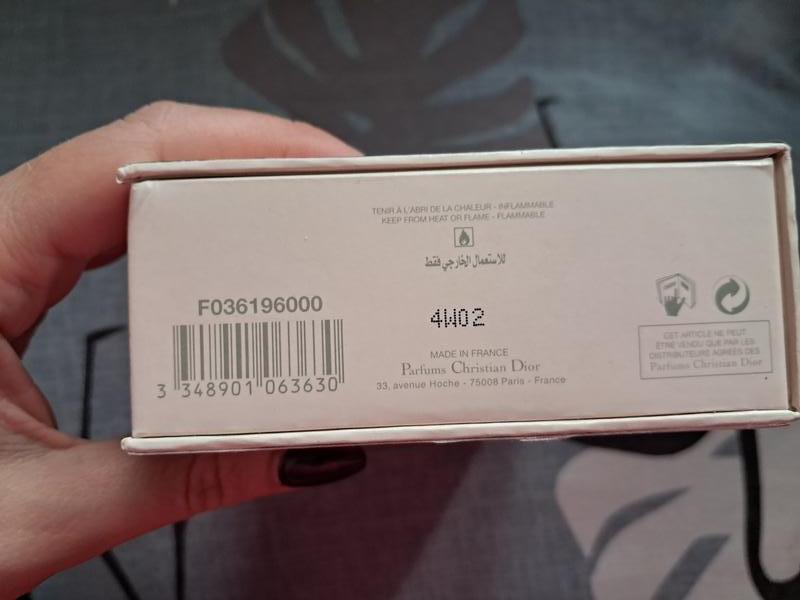 TENIR À L'ABRI DE LA CHALEUR - INFLAMMABLE
KEEP FROM HEAT OR FLAME - FLAMMABLE
للاستعمال الخارجي فقط
F036196000
3 348901 063630
4W02
MADE IN FRANCE
Parfums Christian Dior
33, avenue Hoche - 75008 Paris - France
CET ARTICLE NE PEUT
ÊTRE VENDU QUE PAR LES
DISTRIBUTEURS AGRÉÉS DES
Parfums Christian Dior